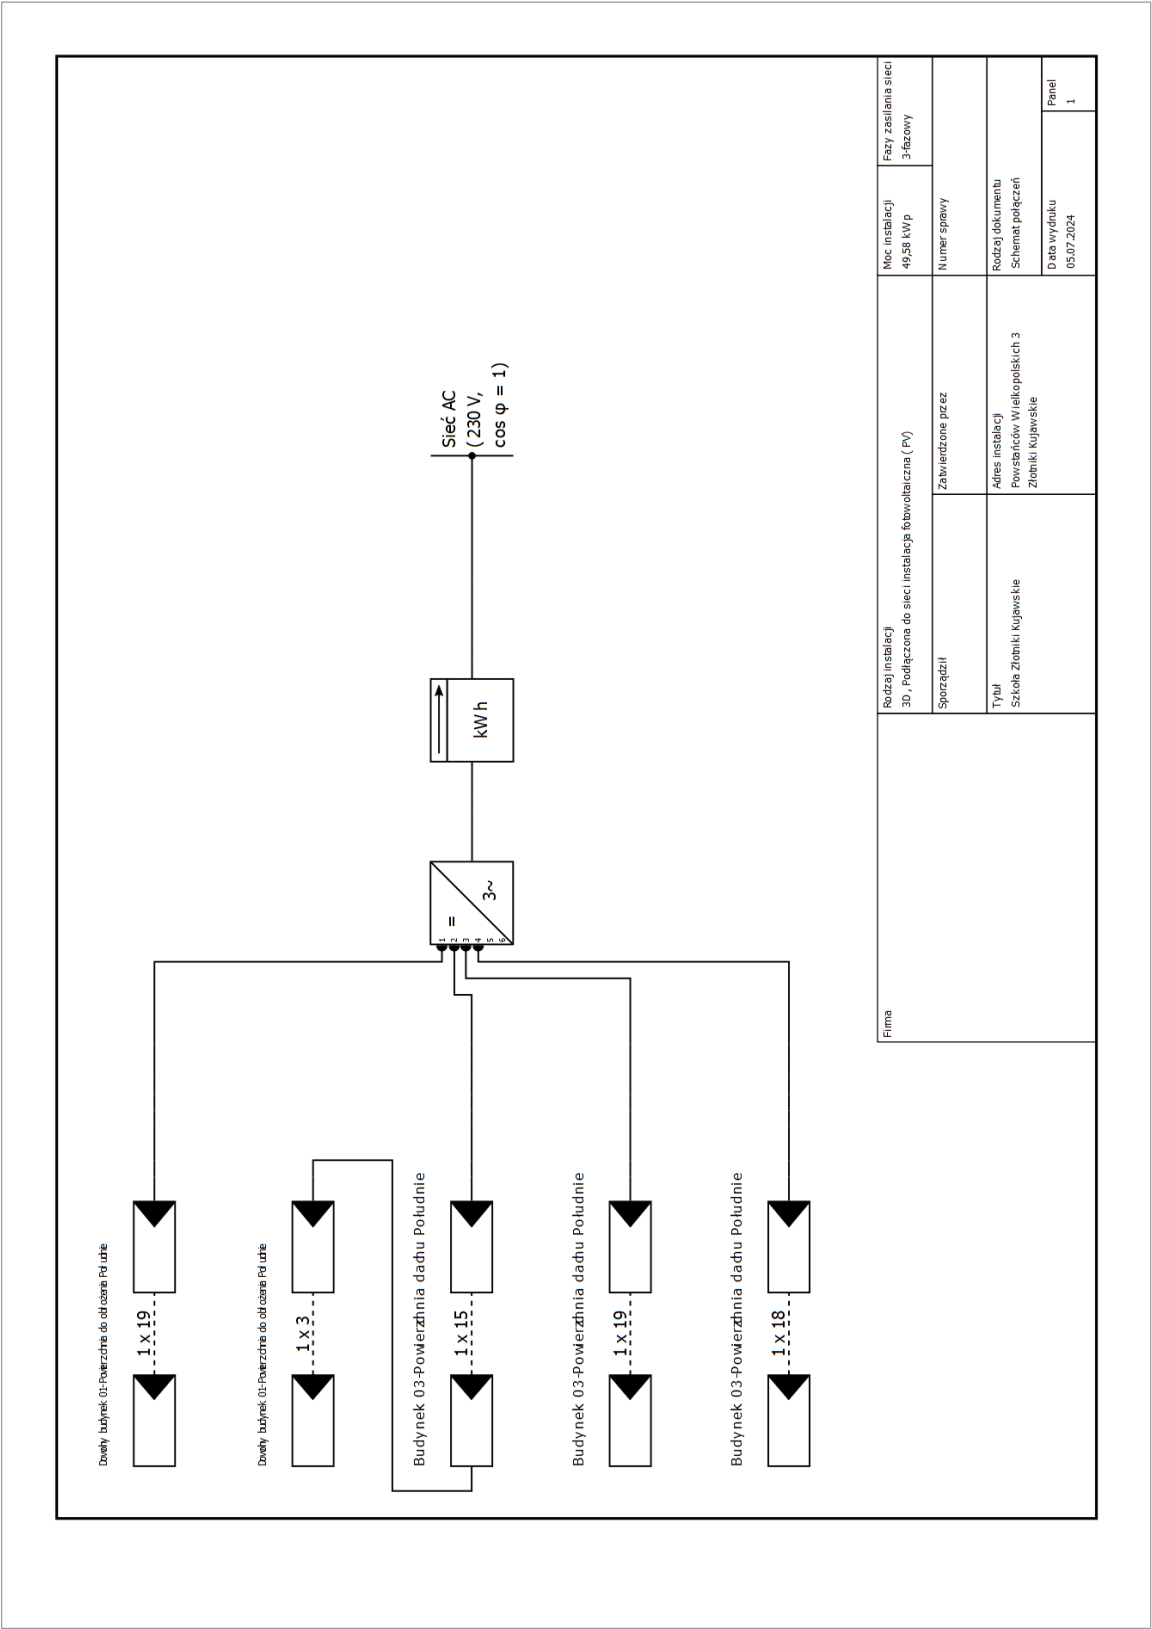 Dowolny budynek 01-Powierzchnia do obłożenia Południe
1 x 19
Dowolny budynek 01-Powierzchnia do obłożenia Południe
1 x 3
Budynek 03-Powierzchnia dachu Południe
1 x 15
Budynek 03-Powierzchnia dachu Południe
1 x 19
Budynek 03-Powierzchnia dachu Południe
1 x 18
1
2
3
4
5
6
=
3~
kWh
Sieć AC
(230 V,
cos φ = 1)
Firma
Rodzaj instalacji
3D, Podłączona do sieci instalacja fotowoltaiczna (PV)
Moc instalacji
49,58 kWp
Fazy zasilania sieci
3-fazowy
Sporządził
Zatwierdzone przez
Numer sprawy
Tytuł
Szkoła Złotniki Kujawskie
Adres instalacji
Powstańców Wielkopolskich 3
Złotniki Kujawskie
Rodzaj dokumentu
Schemat połączeń
Data wydruku
05.07.2024
Panel
1